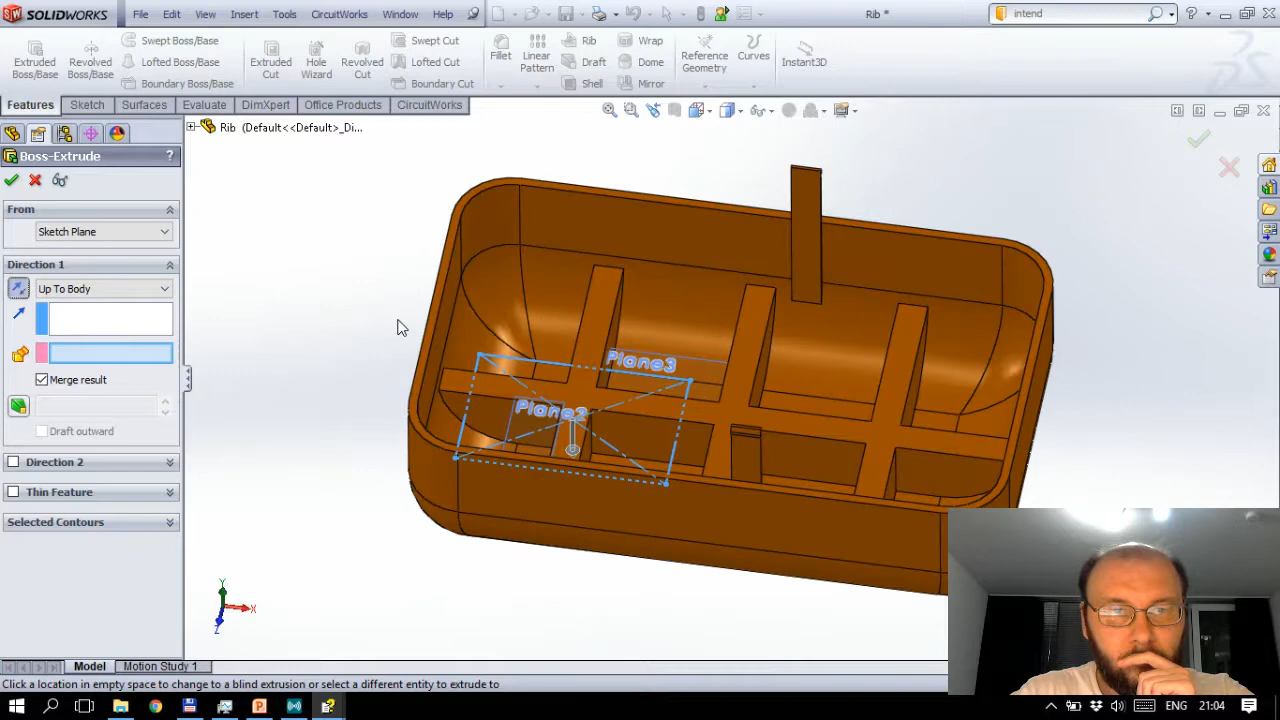 SOLIDWORKS File Edit View Insert Tools CircuitWorks Window Help Rib * intend
Extruded Boss/Base
Revolved Boss/Base
Swept Boss/Base
Lofted Boss/Base
Boundary Boss/Base
Extruded Cut
Hole Wizard
Revolved Cut
Swept Cut
Lofted Cut
Boundary Cut
Fillet
Linear Pattern
Rib
Draft
Shell
Wrap
Dome
Mirror
Reference Geometry
Curves
Instant3D
Features Sketch Surfaces Evaluate DimXpert Office Products CircuitWorks
Rib (Default<<Default>_Di...
Boss-Extrude ?
From
Sketch Plane
Direction 1
Up To Body
Merge result
Draft outward
Direction 2
Thin Feature
Selected Contours
Plane3
Plane2
Y
X
Z
Model Motion Study 1
Click a location in empty space to change to a blind extrusion or select a different entity to extrude to
ENG 21:04